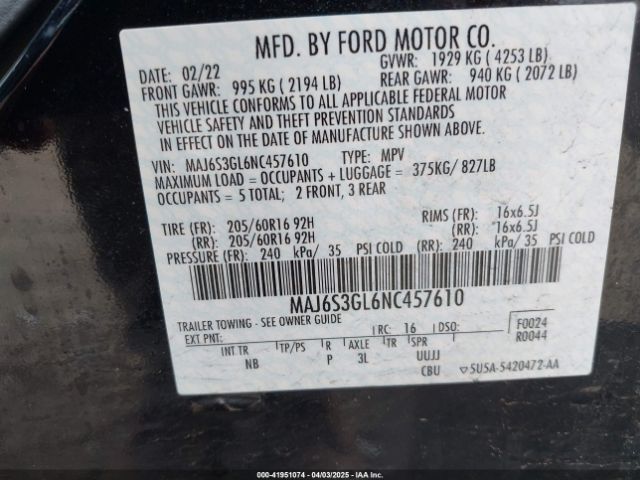 MFD. BY FORD MOTOR CO.
DATE: 02/22 GVWR: 1929 KG ( 4253 LB)
FRONT GAWR: 995 KG ( 2194 LB) REAR GAWR: 940 KG ( 2072 LB)
THIS VEHICLE CONFORMS TO ALL APPLICABLE FEDERAL MOTOR
VEHICLE SAFETY AND THEFT PREVENTION STANDARDS
IN EFFECT ON THE DATE OF MANUFACTURE SHOWN ABOVE.
VIN: MAJ6S3GL6NC457610 TYPE: MPV
MAXIMUM LOAD = OCCUPANTS + LUGGAGE = 375KG/ 827LB
OCCUPANTS = 5 TOTAL; 2 FRONT, 3 REAR
TIRE (FR): 205/60R16 92H RIMS (FR): 16x6.5J
(RR): 205/60R16 92H (RR): 16x6.5J
PRESSURE (FR): 240 kPa/ 35 PSI COLD (RR): 240 kPa/ 35 PSI COLD
MAJ6S3GL6NC457610
TRAILER TOWING - SEE OWNER GUIDE
EXT PNT: RC: 16 DSO: F0024
R0044
INT TR TP/PS R AXLE TR SPR
NB P 3L UUJJ
CBU 5U5A-5420472-AA
00-41951074 - 04/03/2025 - IAA Inc.